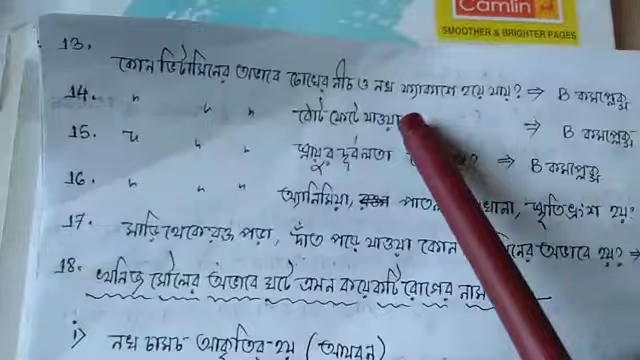 Camlin
SMOOTHER & BRIGHTER PAGES
13. কোন ভিটামিনের অভাবে চোখের নীচ ও নখ ফ্যাকাশে হয়ে যায়? ⇒ B কমপ্লেক্স
14. " " " ঠোঁট ফেটে যাওয়া ⇒ B কমপ্লেক্স
15. " " " স্নায়ুর দুর্বলতা ? ⇒ B কমপ্লেক্স
16. " " " অ্যানিমিয়া, স্মৃতিভ্রংশ হয়?
17. মাড়ি থেকে রক্ত পড়া, দাঁত পড়ে যাওয়া কোন অভাবে হয়? ⇒
18. খনিজ মৌলের অভাবে ঘটে এমন কয়েকটি রোগের নাম
i) নখ চামচ আকৃতির হয় (আয়রন)